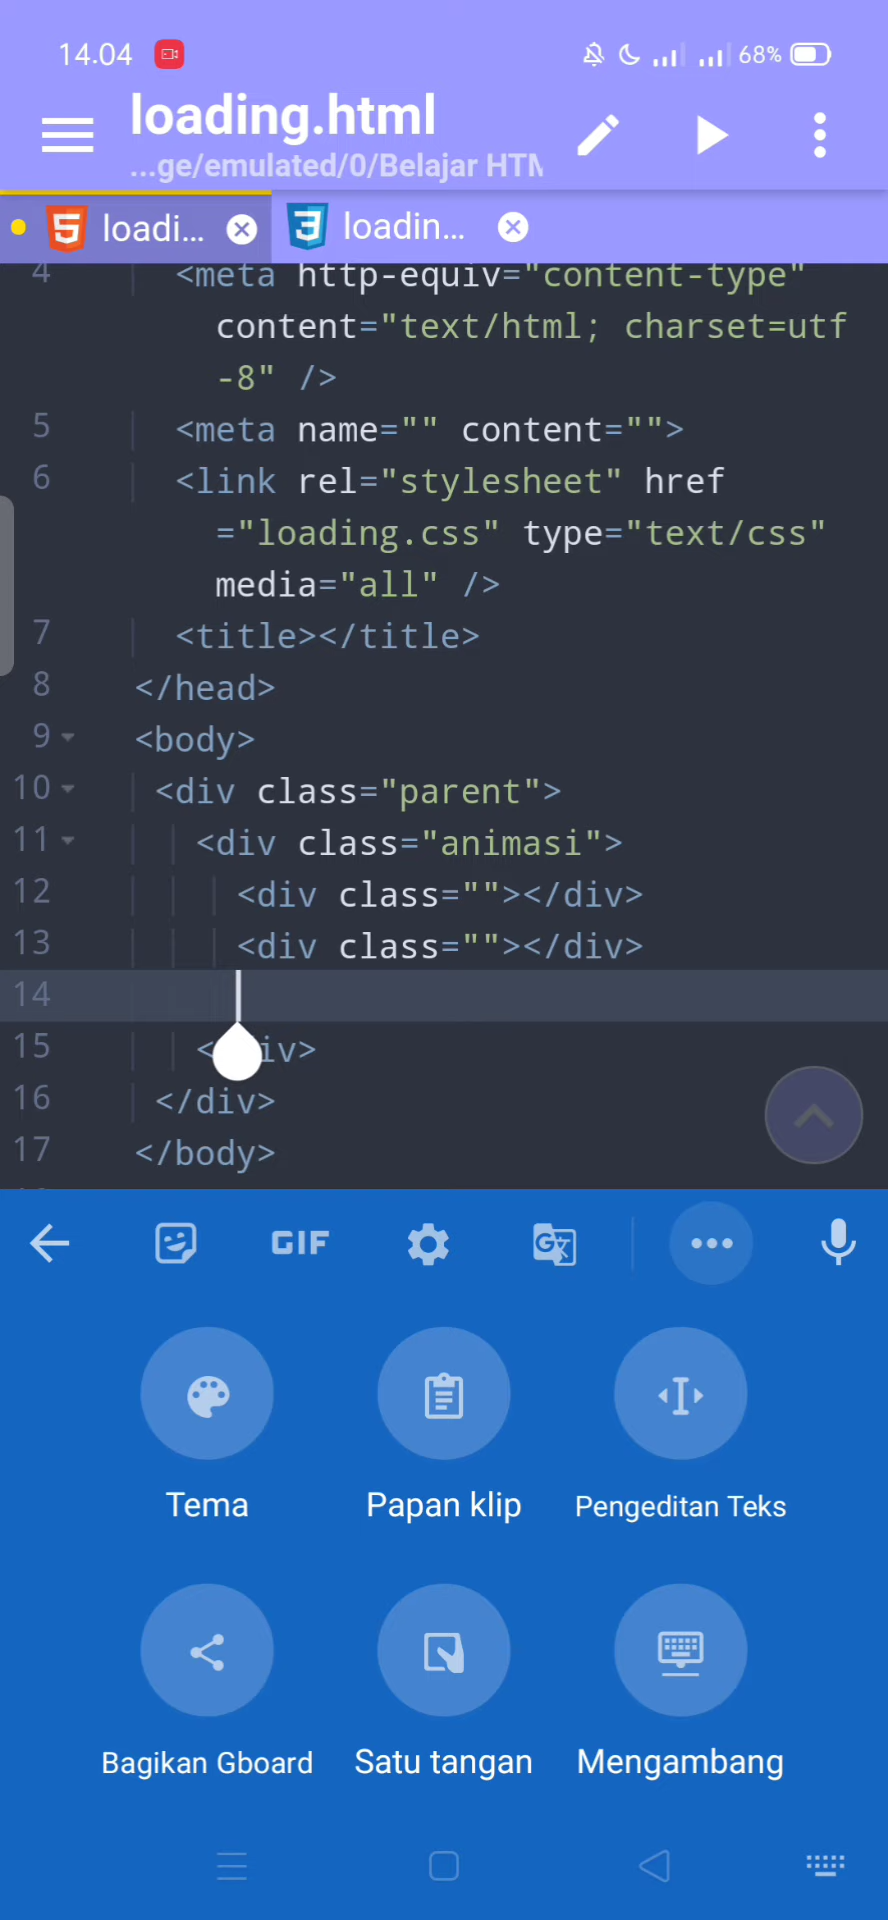 14.04
68%
loading.html
...ge/emulated/0/Belajar HTM
loadi...
loadin...
4 <meta http-equiv="content-type"
content="text/html; charset=utf
-8" />
5 <meta name="" content="">
6 <link rel="stylesheet" href
="loading.css" type="text/css"
media="all" />
7 <title></title>
8 </head>
9 <body>
10 <div class="parent">
11 <div class="animasi">
12 <div class=""></div>
13 <div class=""></div>
14
15 < iv>
16 </div>
17 </body>
GIF
Tema
Papan klip
Pengeditan Teks
Bagikan Gboard
Satu tangan
Mengambang